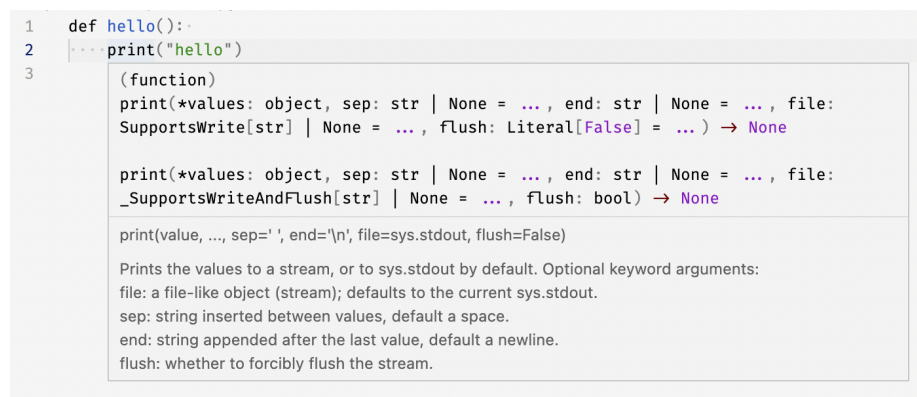 1 def hello():
2 print("hello")
3
(function)
print(*values: object, sep: str | None = ..., end: str | None = ..., file:
SupportsWrite[str] | None = ..., flush: Literal[False] = ...) → None
print(*values: object, sep: str | None = ..., end: str | None = ..., file:
_SupportsWriteAndFlush[str] | None = ..., flush: bool) → None
print(value, ..., sep=' ', end='\n', file=sys.stdout, flush=False)
Prints the values to a stream, or to sys.stdout by default. Optional keyword arguments:
file: a file-like object (stream); defaults to the current sys.stdout.
sep: string inserted between values, default a space.
end: string appended after the last value, default a newline.
flush: whether to forcibly flush the stream.